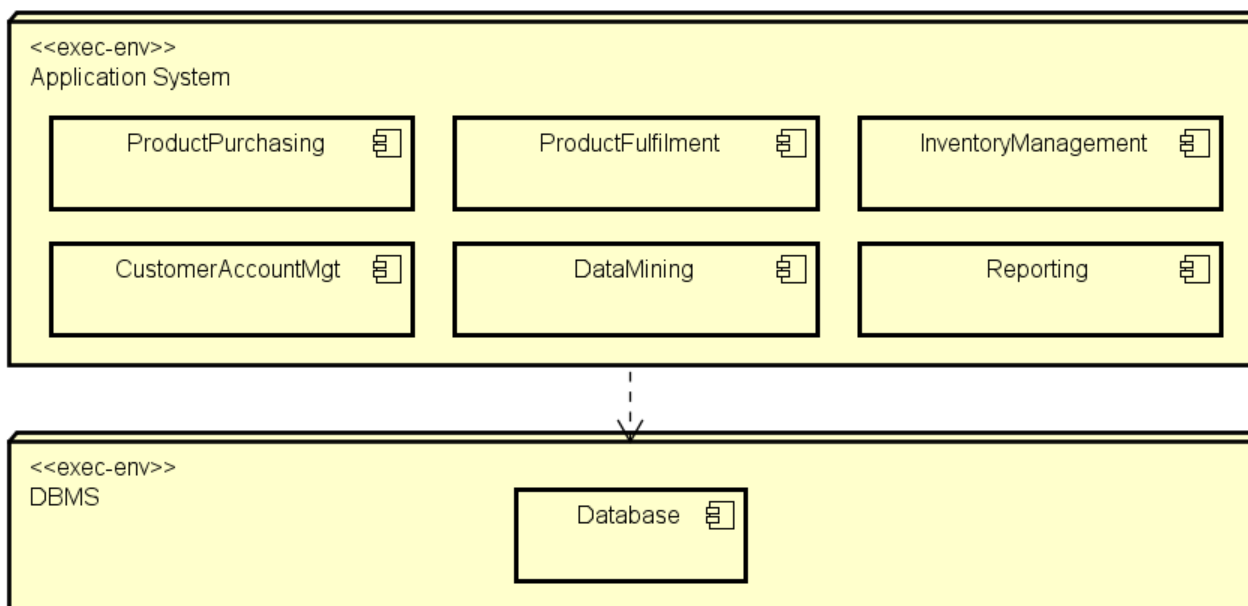 <<exec-env>>
Application System
ProductPurchasing
ProductFulfilment
InventoryManagement
CustomerAccountMgt
DataMining
Reporting
<<exec-env>>
DBMS
Database